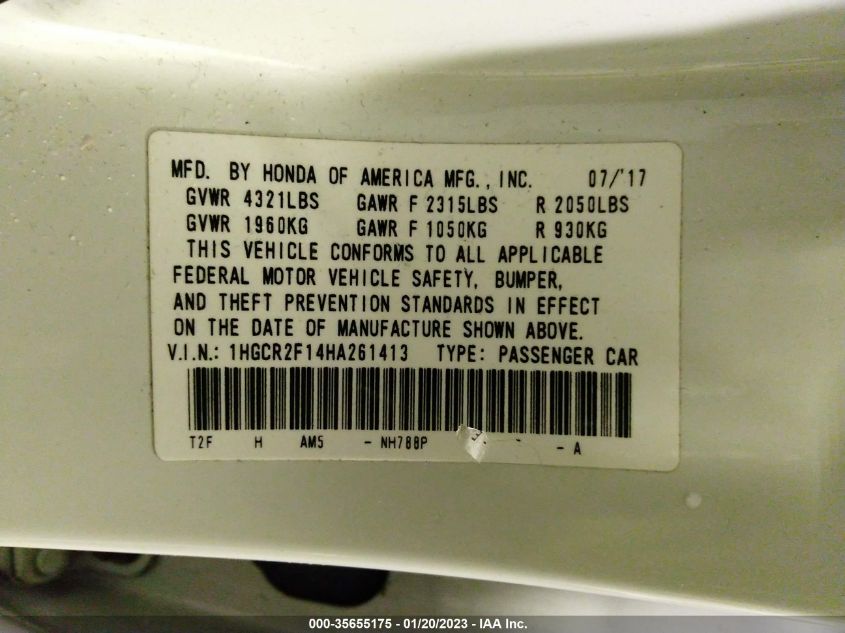 MFD. BY HONDA OF AMERICA MFG., INC. 07/'17
GVWR 4321LBS GAWR F 2315LBS R 2050LBS
GVWR 1960KG GAWR F 1050KG R 930KG
THIS VEHICLE CONFORMS TO ALL APPLICABLE
FEDERAL MOTOR VEHICLE SAFETY, BUMPER,
AND THEFT PREVENTION STANDARDS IN EFFECT
ON THE DATE OF MANUFACTURE SHOWN ABOVE.
V.I.N.: 1HGCR2F14HA261413 TYPE: PASSENGER CAR
T2F H AM5 - NH788P - A
000-35655175 - 01/20/2023 - IAA Inc.